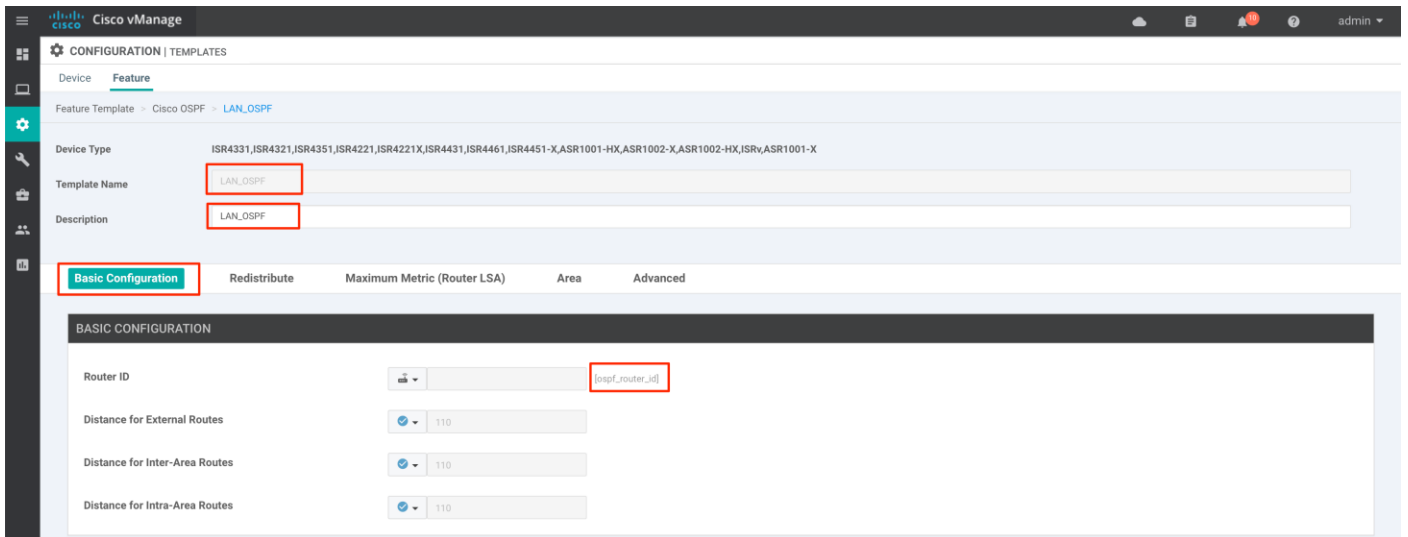 cisco Cisco vManage 10 admin
CONFIGURATION | TEMPLATES
Device Feature
Feature Template > Cisco OSPF > LAN_OSPF
Device Type ISR4331,ISR4321,ISR4351,ISR4221,ISR4221X,ISR4431,ISR4461,ISR4451-X,ASR1001-HX,ASR1002-X,ASR1002-HX,ISRv,ASR1001-X
Template Name LAN_OSPF
Description LAN_OSPF
Basic Configuration Redistribute Maximum Metric (Router LSA) Area Advanced
BASIC CONFIGURATION
Router ID [ospf_router_id]
Distance for External Routes 110
Distance for Inter-Area Routes 110
Distance for Intra-Area Routes 110